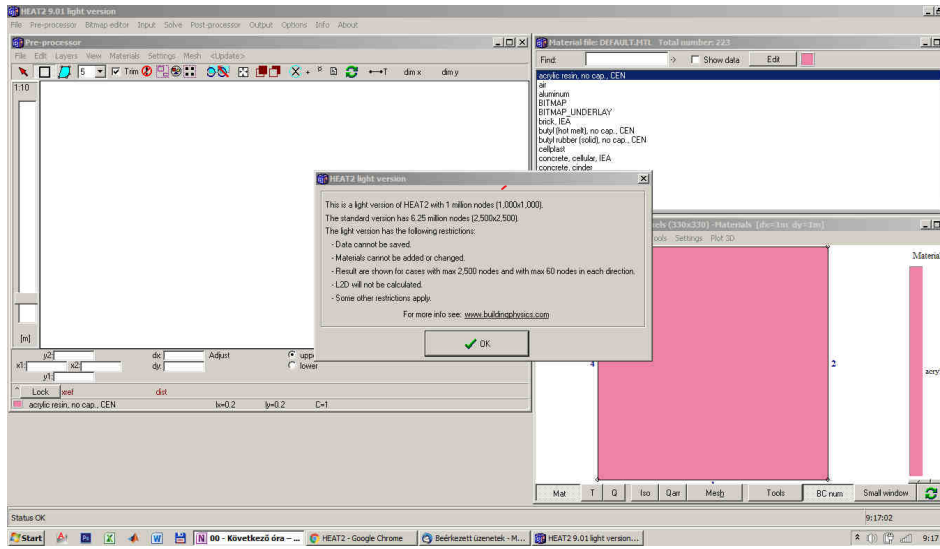 HEAT2 9.01 light version
File Pre-processor Bitmap editor Input Solve Post-processor Output Options Info About
Pre-processor
File Edit Layers View Materials Settings Mesh <Update>
5 Trim T dim x dim y
1:10
[m]
y2: dx: Adjust upp
x1: x2: dy: lower
y1:
^ Lock xref dist
acrylic resin, no cap., CEN lx=0.2 ly=0.2 C=1
Material file: DEFAULT.MTL Total number: 223
Find: -> Show data Edit
acrylic resin, no cap., CEN
air
aluminum
BITMAP
BITMAP_UNDERLAY
brick, IEA
butyl (hot melt), no cap., CEN
butyl rubber (solid), no cap., CEN
cellplast
concrete, cellular, IEA
concrete, cinder
HEAT2 light version
This is a light version of HEAT2 with 1 million nodes (1,000x1,000).
The standard version has 6.25 million nodes (2,500x2,500).
The light version has the following restrictions:
- Data cannot be saved.
- Materials cannot be added or changed.
- Result are shown for cases with max 2,500 nodes and with max 60 nodes in each direction.
- L2D will not be calculated.
- Some other restrictions apply.
For more info see: www.buildingphysics.com
OK
els (330x330) -Materials [dx=1m dy=1m]
ools Settings Plot 3D
Materia
4 2
acry
Mat T Q Iso Qarr Mesh Tools BC num Small window
Status OK 9:17:02
Start 00 - Következő óra – ... HEAT2 - Google Chrome Beérkezett üzenetek - M... HEAT2 9.01 light version... 9:17